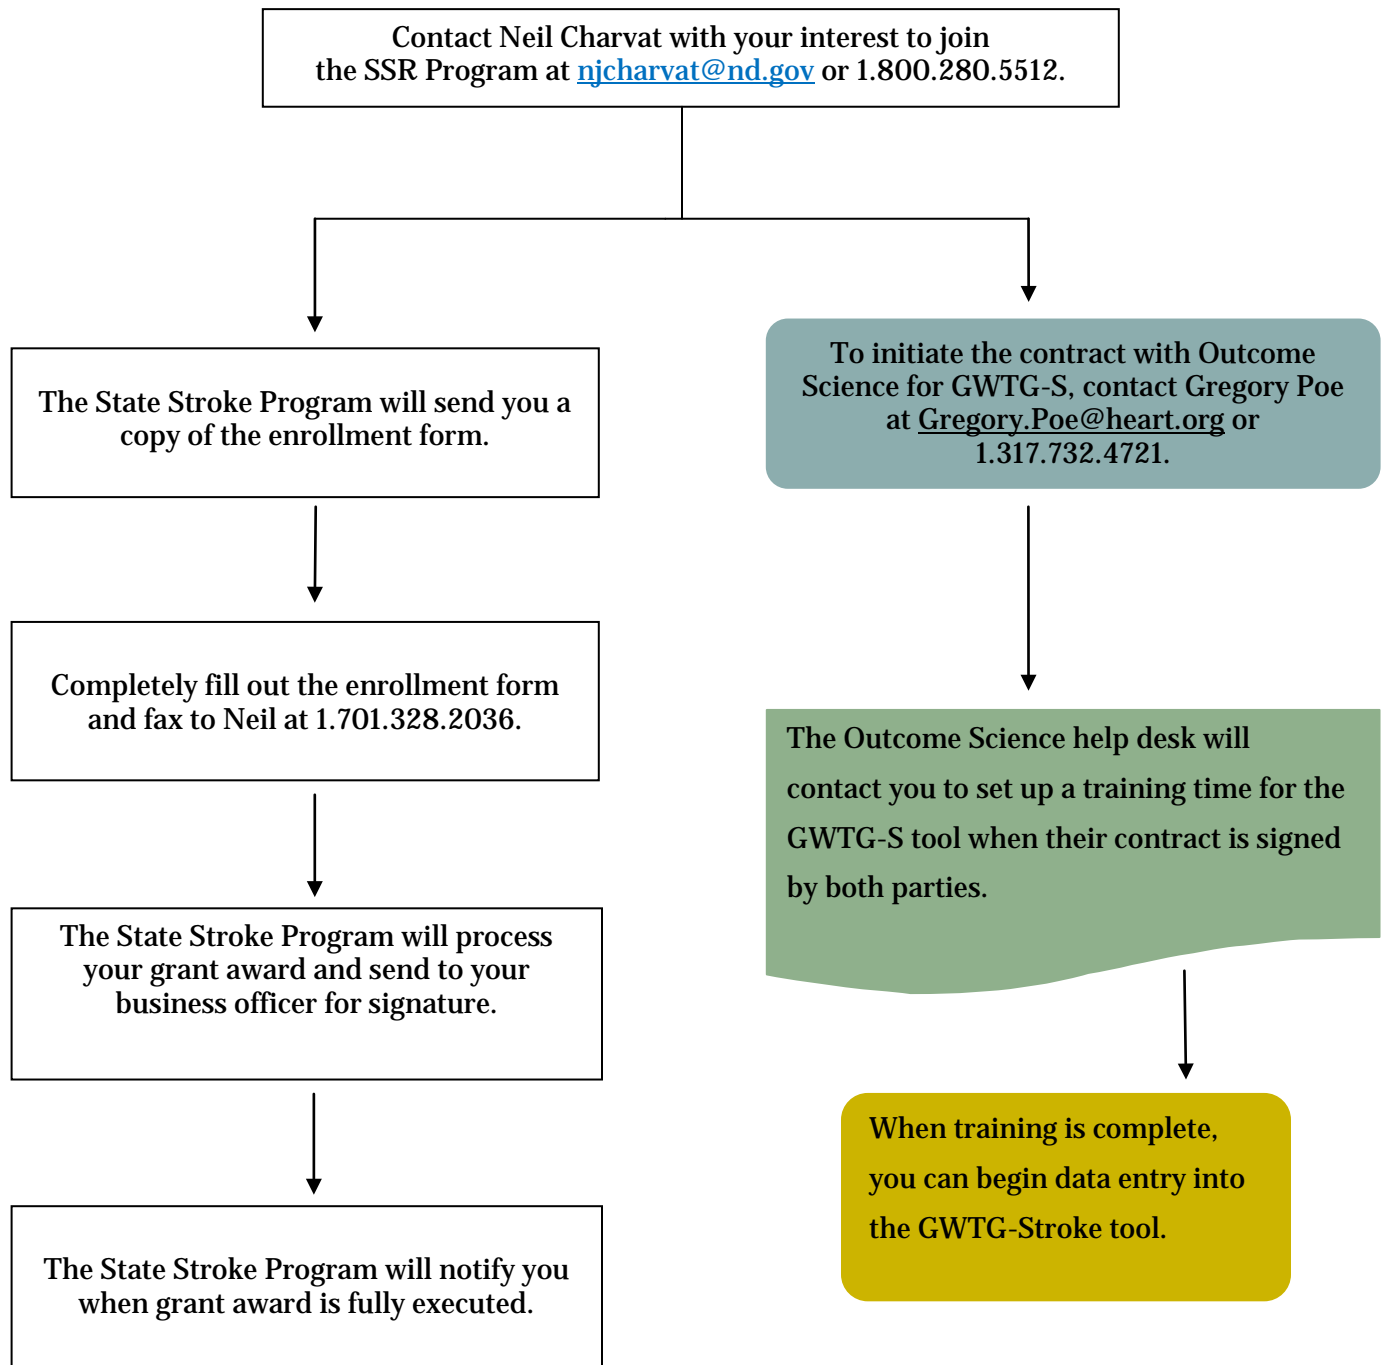 Contact Neil Charvat with your interest to join
the SSR Program at njcharvat@nd.gov or 1.800.280.5512.
The State Stroke Program will send you a
copy of the enrollment form.
Completely fill out the enrollment form
and fax to Neil at 1.701.328.2036.
The State Stroke Program will process
your grant award and send to your
business officer for signature.
The State Stroke Program will notify you
when grant award is fully executed.
To initiate the contract with Outcome
Science for GWTG-S, contact Gregory Poe
at Gregory.Poe@heart.org or
1.317.732.4721.
The Outcome Science help desk will
contact you to set up a training time for the
GWTG-S tool when their contract is signed
by both parties.
When training is complete,
you can begin data entry into
the GWTG-Stroke tool.